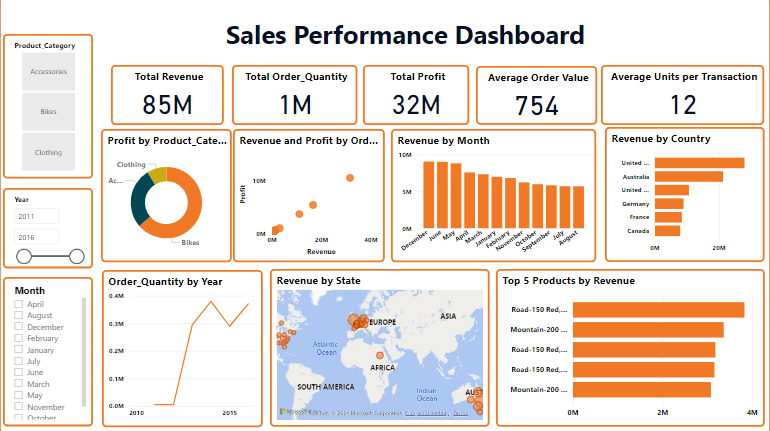 Sales Performance Dashboard
Product_Category
Accessories
Bikes
Clothing
Total Revenue
85M
Total Order_Quantity
1M
Total Profit
32M
Average Order Value
754
Average Units per Transaction
12
Year
2011
2016
Month
April
August
December
February
January
July
June
March
May
November
October
Profit by Product_Cate...
Clothing
Ac...
Bikes
Revenue and Profit by Ord...
Profit
10M
0M
0M
20M
40M
Revenue
Revenue by Month
10M
5M
0M
December
June
May
April
March
January
February
November
October
September
July
August
Revenue by Country
United ...
Australia
United ...
Germany
France
Canada
0M
20M
Order_Quantity by Year
0.4M
0.3M
0.2M
0.1M
0.0M
2010
2015
Revenue by State
EUROPE
ASIA
Atlantic
Ocean
AFRICA
SOUTH AMERICA
Indian
Ocean
AUST
© 2024 Microsoft Corporation, © OpenStreetMap, Terms
Top 5 Products by Revenue
Road-150 Red,...
Mountain-200 ...
Road-150 Red,...
Road-150 Red,...
Mountain-200 ...
0M
2M
4M